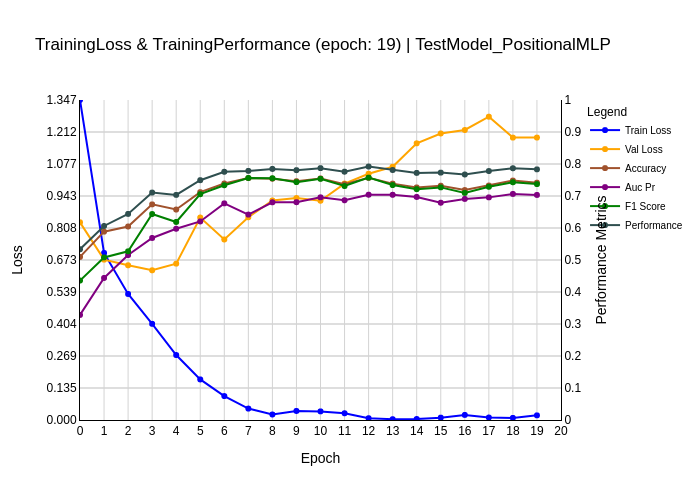 TrainingLoss & TrainingPerformance (epoch: 19) | TestModel_PositionalMLP
1.347
1.212
1.077
0.943
0.808
0.673
0.539
0.404
0.269
0.135
0.000
Loss
0 1 2 3 4 5 6 7 8 9 10 11 12 13 14 15 16 17 18 19 20
Epoch
1
0.9
0.8
0.7
0.6
0.5
0.4
0.3
0.2
0.1
0
Performance Metrics
Legend
Train Loss
Val Loss
Accuracy
Auc Pr
F1 Score
Performance